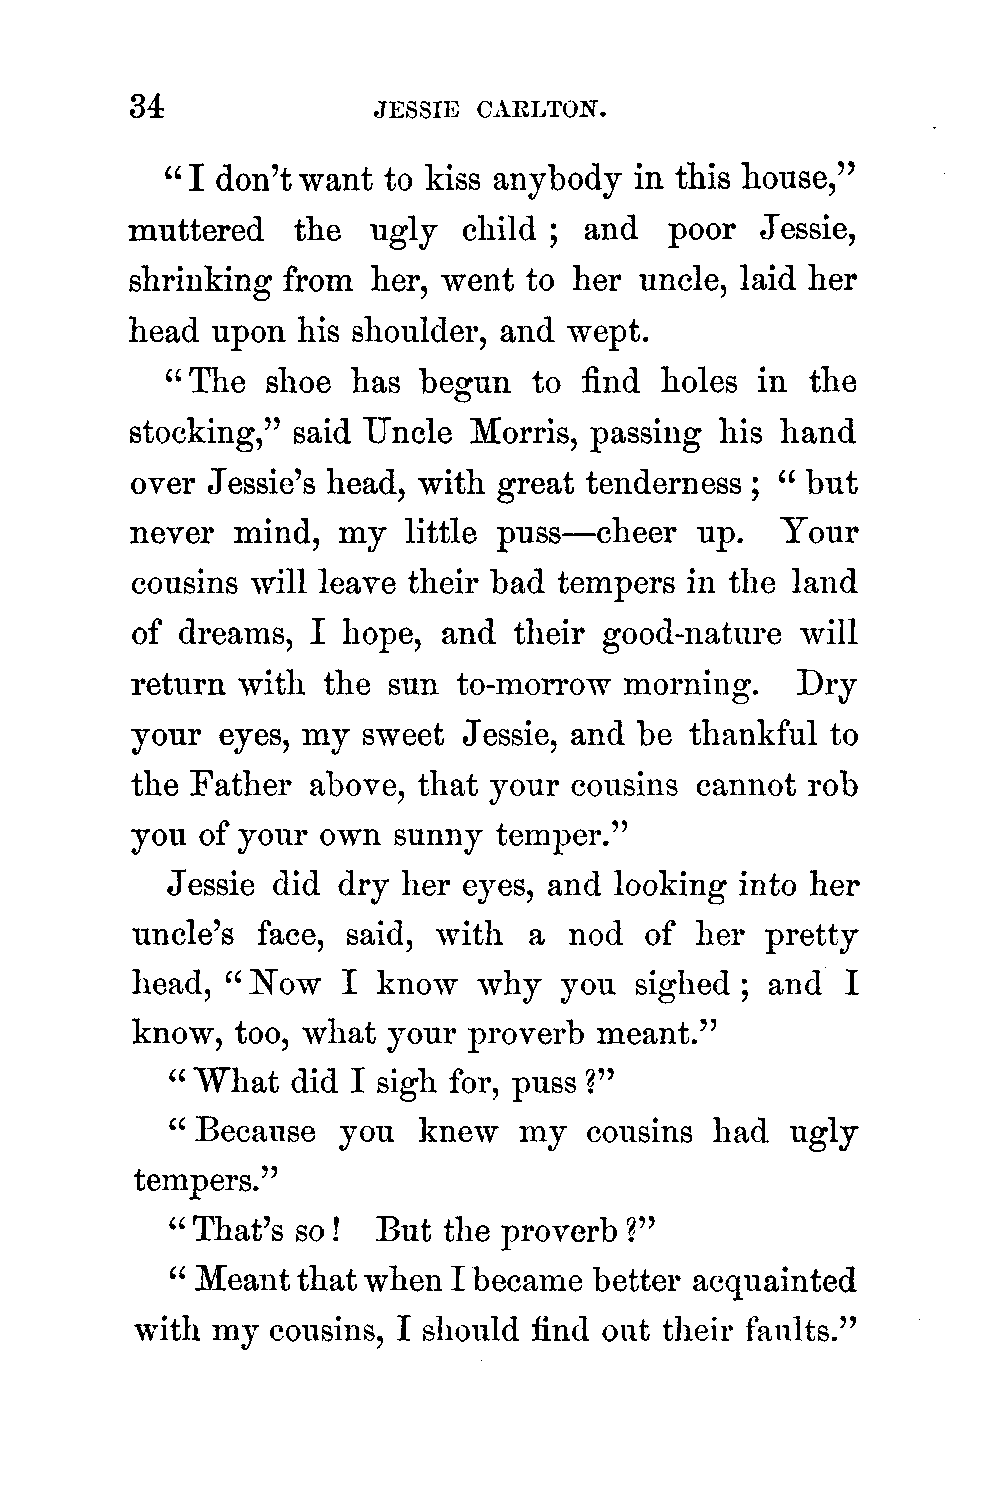 34 JESSIE CARLTON.
“I don’t want to kiss anybody in this house,”
muttered the ugly child ; and poor Jessie,
shrinking from her, went to her uncle, laid her
head upon his shoulder, and wept.
“The shoe has begun to find holes in the
stocking,” said Uncle Morris, passing his hand
over Jessie’s head, with great tenderness ; “ but
never mind, my little puss—cheer up. Your
cousins will leave their bad tempers in the land
of dreams, I hope, and their good-nature will
return with the sun to-morrow morning. Dry
your eyes, my sweet Jessie, and be thankful to
the Father above, that your cousins cannot rob
you of your own sunny temper.”
Jessie did dry her eyes, and looking into her
uncle’s face, said, with a nod of her pretty
head, “Now I know why you sighed ; and I
know, too, what your proverb meant.”
“What did I sigh for, puss ?”
“ Because you knew my cousins had ugly
tempers.”
“That’s so ! But the proverb ?”
“ Meant that when I became better acquainted
with my cousins, I should find out their faults.”